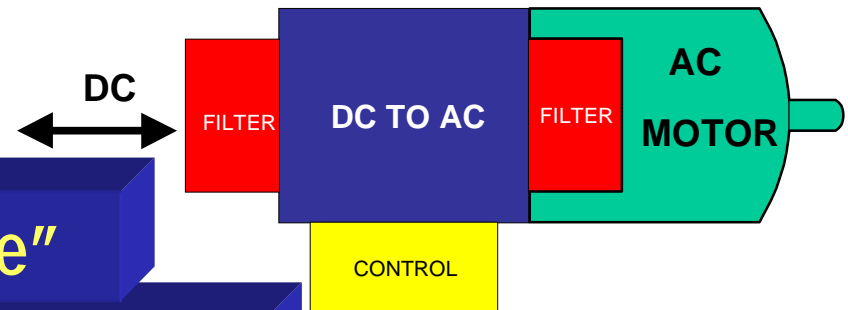 DC
FILTER
DC TO AC
FILTER
AC
MOTOR
CONTROL
e"